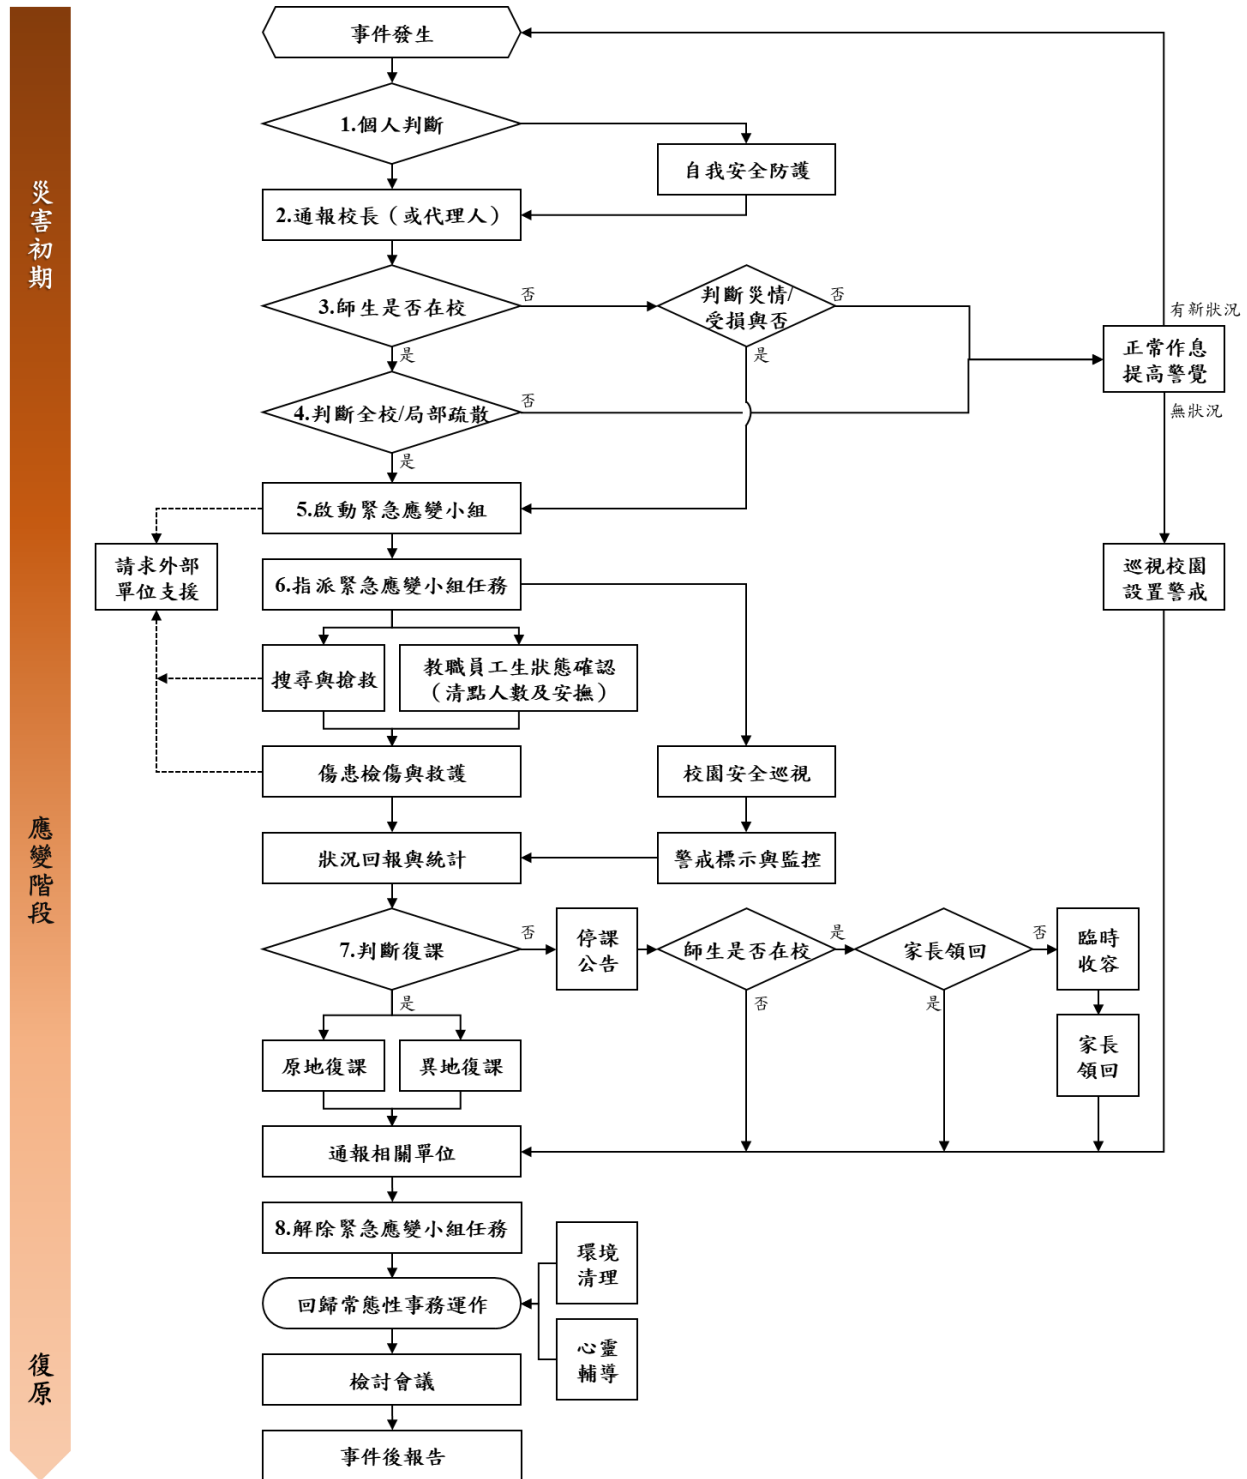 災害初期
應變階段
復原
事件發生
1.個人判斷
自我安全防護
2.通報校長（或代理人）
3.師生是否在校
否
判斷災情/
受損與否
否
有新狀況
正常作息
提高警覺
無狀況
是
是
4.判斷全校/局部疏散
否
是
5.啟動緊急應變小組
請求外部
單位支援
6.指派緊急應變小組任務
巡視校園
設置警戒
搜尋與搶救
教職員工生狀態確認
（清點人數及安撫）
傷患檢傷與救護
校園安全巡視
狀況回報與統計
警戒標示與監控
7.判斷復課
否
停課
公告
師生是否在校
是
家長領回
否
臨時
收容
是
否
是
原地復課
異地復課
家長
領回
通報相關單位
8.解除緊急應變小組任務
環境
清理
回歸常態性事務運作
心靈
輔導
檢討會議
事件後報告